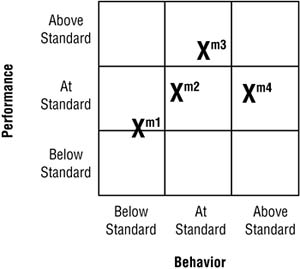 Performance
Above
Standard
At
Standard
Below
Standard
X m3
X m2
X m4
X m1
Below
Standard
At
Standard
Above
Standard
Behavior